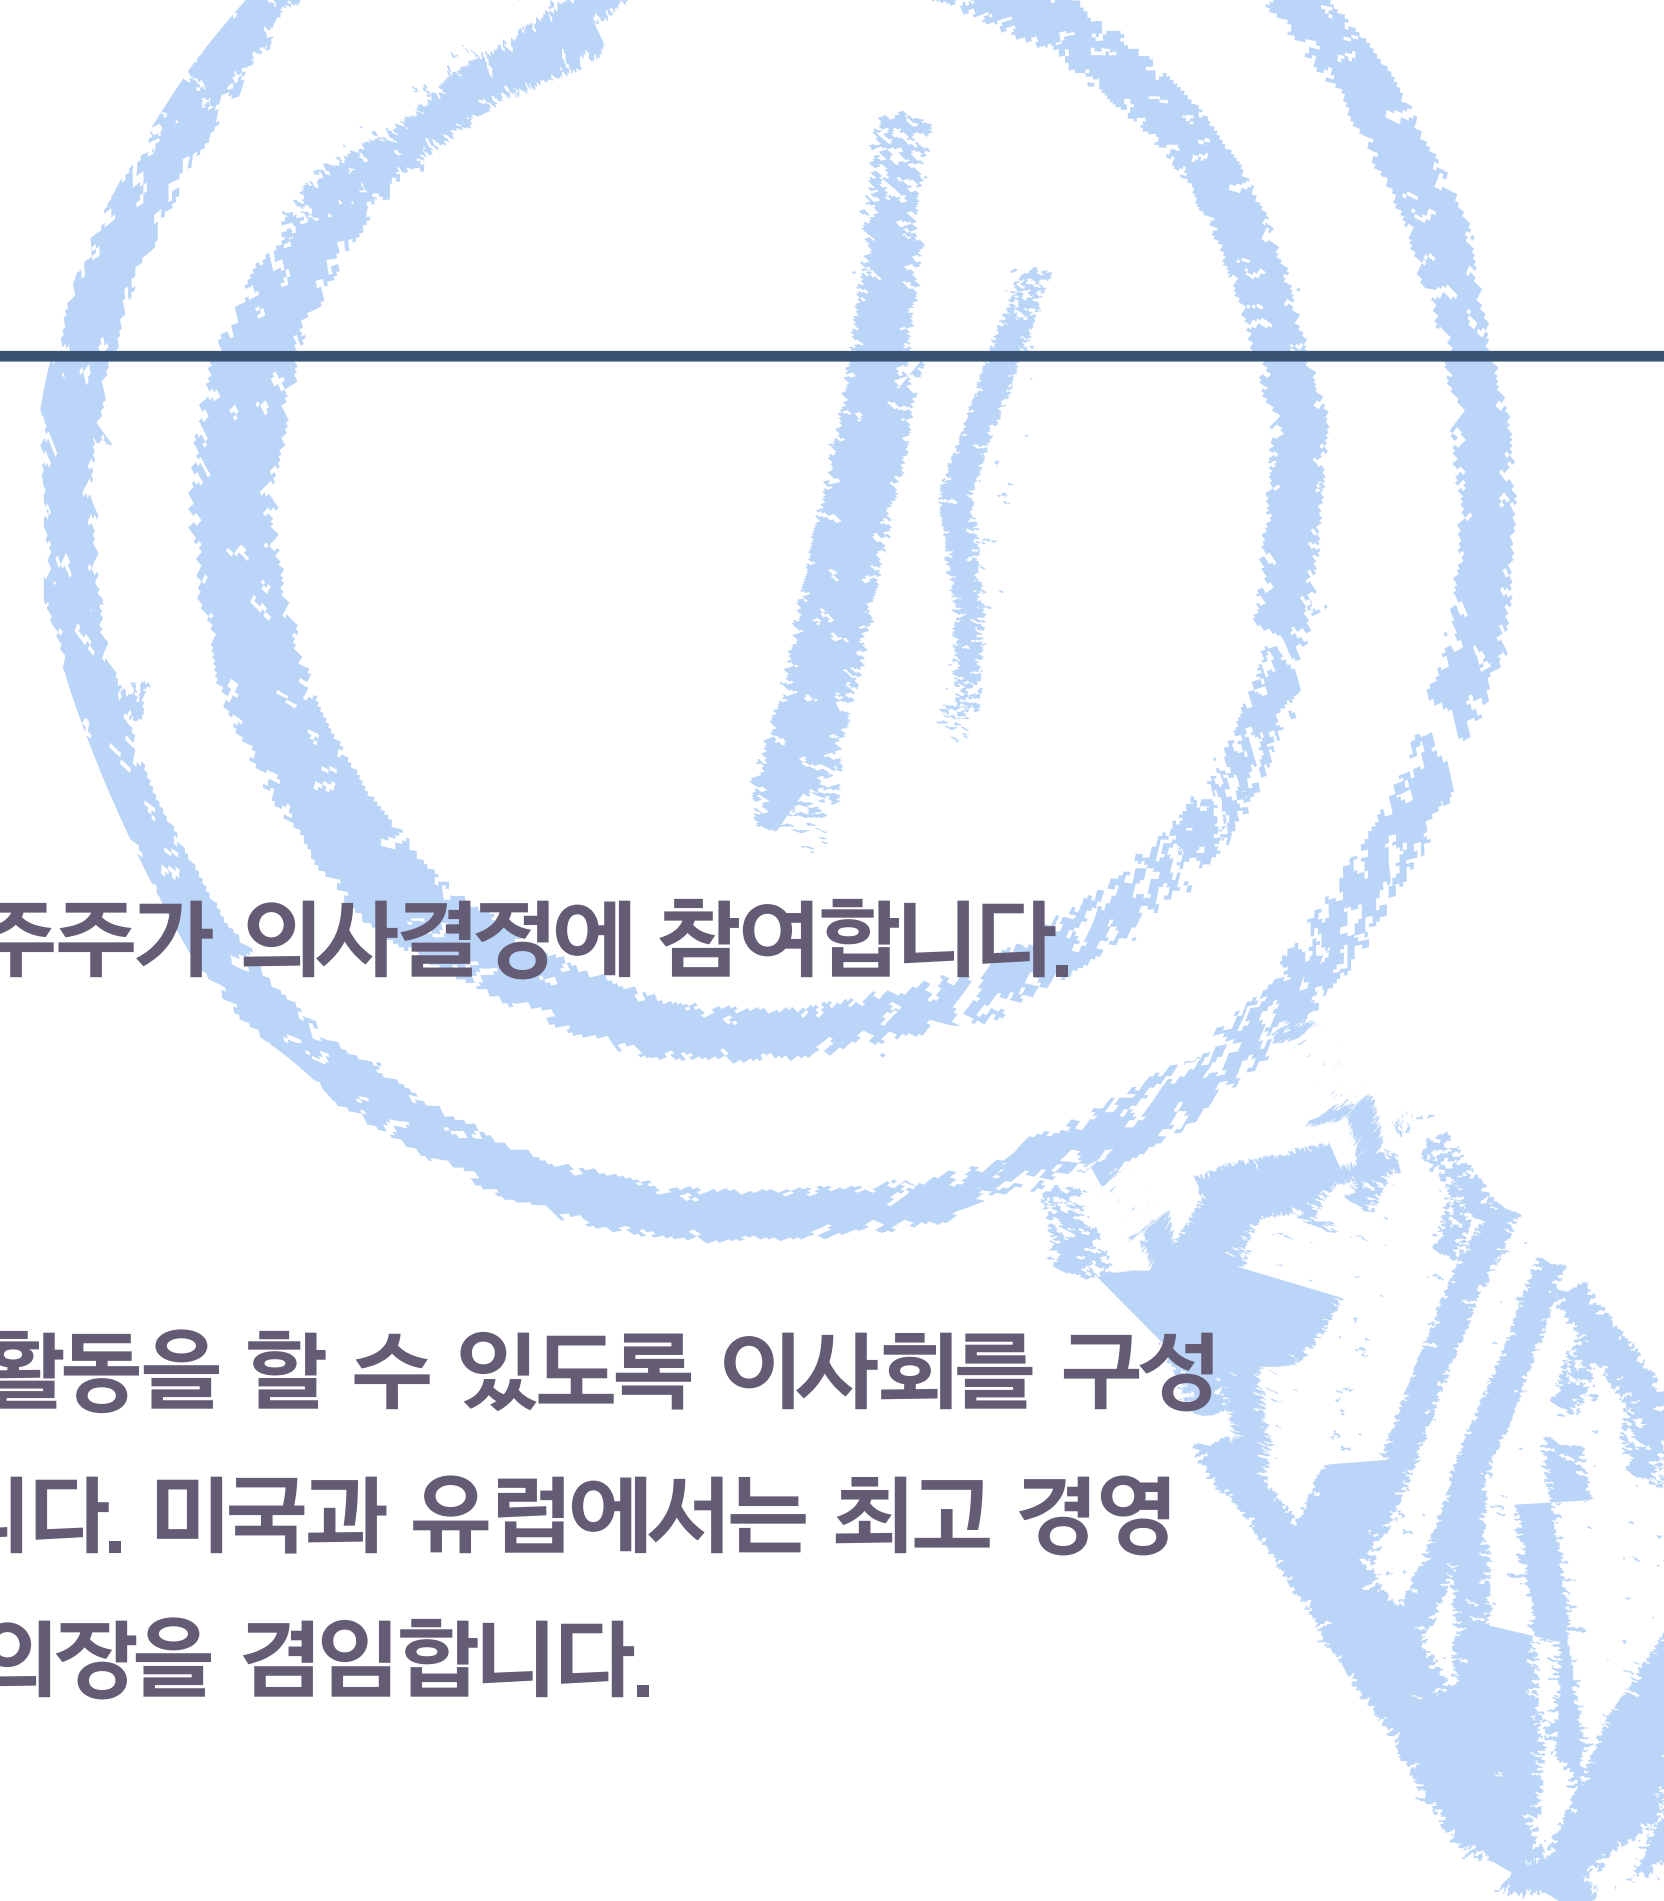 주주가 의사결정에 참여합니다.
활동을 할 수 있도록 이사회를 구성
니다. 미국과 유럽에서는 최고 경영
의장을 겸임합니다.